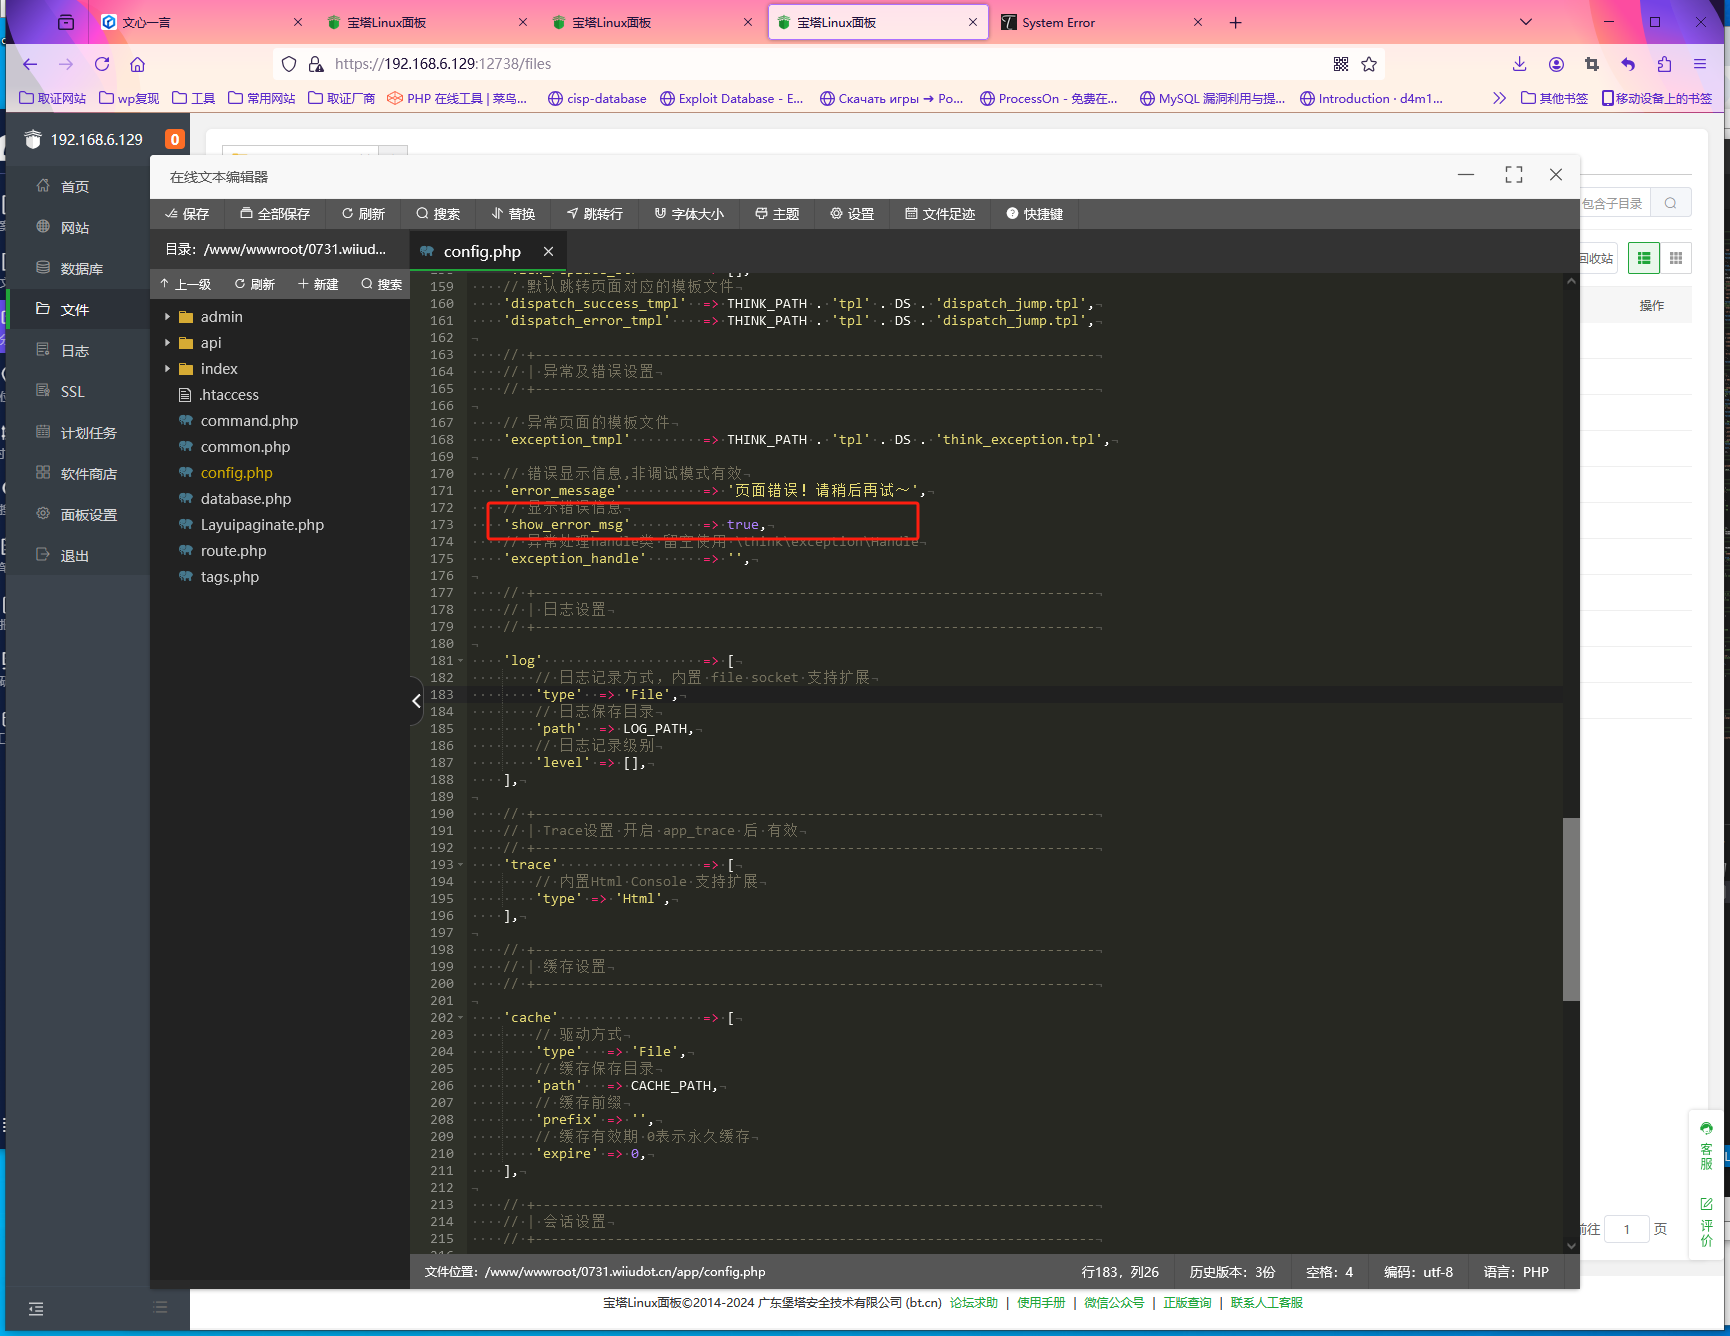 文心一言
宝塔Linux面板
宝塔Linux面板
宝塔Linux面板
System Error
https://192.168.6.129:12738/files
取证网站
wp复现
工具
常用网站
取证厂商
PHP 在线工具 | 菜鸟...
cisp-database
Exploit Database - E...
Скачать игры → Po...
ProcessOn - 免费在...
MySQL 漏洞利用与提...
Introduction · d4m1...
其他书签
移动设备上的书签
192.168.6.129
0
首页
网站
数据库
文件
日志
SSL
计划任务
软件商店
面板设置
退出
在线文本编辑器
保存
全部保存
刷新
搜索
替换
跳转行
字体大小
主题
设置
文件足迹
快捷键
包含子目录
回收站
操作
目录：/www/wwwroot/0731.wiiud...
config.php
上一级
刷新
新建
搜索
admin
api
index
.htaccess
command.php
common.php
config.php
database.php
Layuipaginate.php
route.php
tags.php
159 // 默认跳转页面对应的模板文件
160 'dispatch_success_tmpl' => THINK_PATH . 'tpl' . DS . 'dispatch_jump.tpl',
161 'dispatch_error_tmpl' => THINK_PATH . 'tpl' . DS . 'dispatch_jump.tpl',
162
163 // +----------------------------------------------------------------------
164 // | 异常及错误设置
165 // +----------------------------------------------------------------------
166
167 // 异常页面的模板文件
168 'exception_tmpl' => THINK_PATH . 'tpl' . DS . 'think_exception.tpl',
169
170 // 错误显示信息,非调试模式有效
171 'error_message' => '页面错误！请稍后再试～',
172 // 显示错误信息
173 'show_error_msg' => true,
174 // 异常处理handle类 留空使用 \think\exception\Handle
175 'exception_handle' => '',
176
177 // +----------------------------------------------------------------------
178 // | 日志设置
179 // +----------------------------------------------------------------------
180
181 'log' => [
182 // 日志记录方式，内置 file socket 支持扩展
183 'type' => 'File',
184 // 日志保存目录
185 'path' => LOG_PATH,
186 // 日志记录级别
187 'level' => [],
188 ],
189
190 // +----------------------------------------------------------------------
191 // | Trace设置 开启 app_trace 后 有效
192 // +----------------------------------------------------------------------
193 'trace' => [
194 // 内置Html Console 支持扩展
195 'type' => 'Html',
196 ],
197
198 // +----------------------------------------------------------------------
199 // | 缓存设置
200 // +----------------------------------------------------------------------
201
202 'cache' => [
203 // 驱动方式
204 'type' => 'File',
205 // 缓存保存目录
206 'path' => CACHE_PATH,
207 // 缓存前缀
208 'prefix' => '',
209 // 缓存有效期 0表示永久缓存
210 'expire' => 0,
211 ],
212
213 // +----------------------------------------------------------------------
214 // | 会话设置
215 // +----------------------------------------------------------------------
文件位置：/www/wwwroot/0731.wiiudot.cn/app/config.php
行183，列26
历史版本：3份
空格：4
编码：utf-8
语言：PHP
客服
评价
前往 1 页
宝塔Linux面板©2014-2024 广东堡塔安全技术有限公司 (bt.cn) 论坛求助 | 使用手册 | 微信公众号 | 正版查询 | 联系人工客服